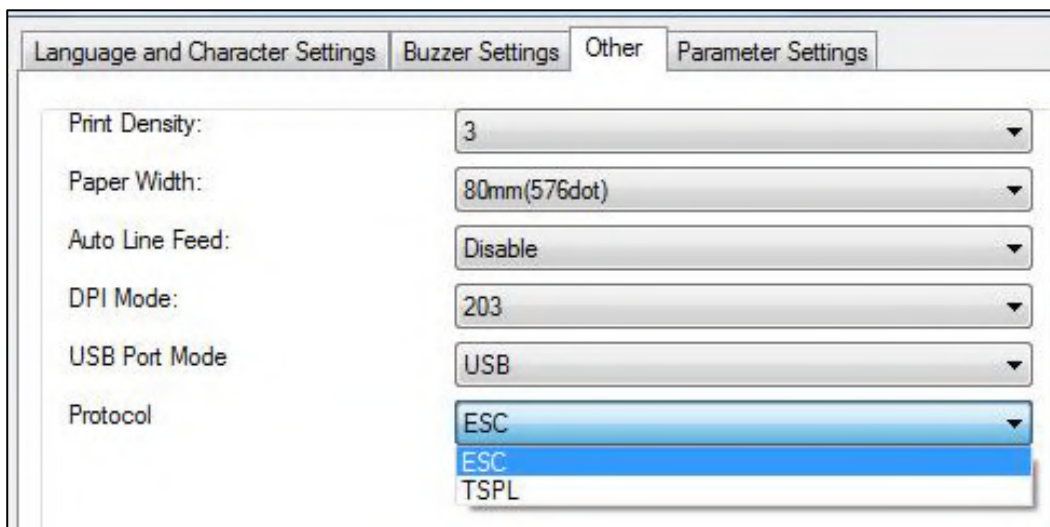 Language and Character Settings Buzzer Settings Other Parameter Settings
Print Density: 3
Paper Width: 80mm(576dot)
Auto Line Feed: Disable
DPI Mode: 203
USB Port Mode USB
Protocol ESC
ESC
TSPL